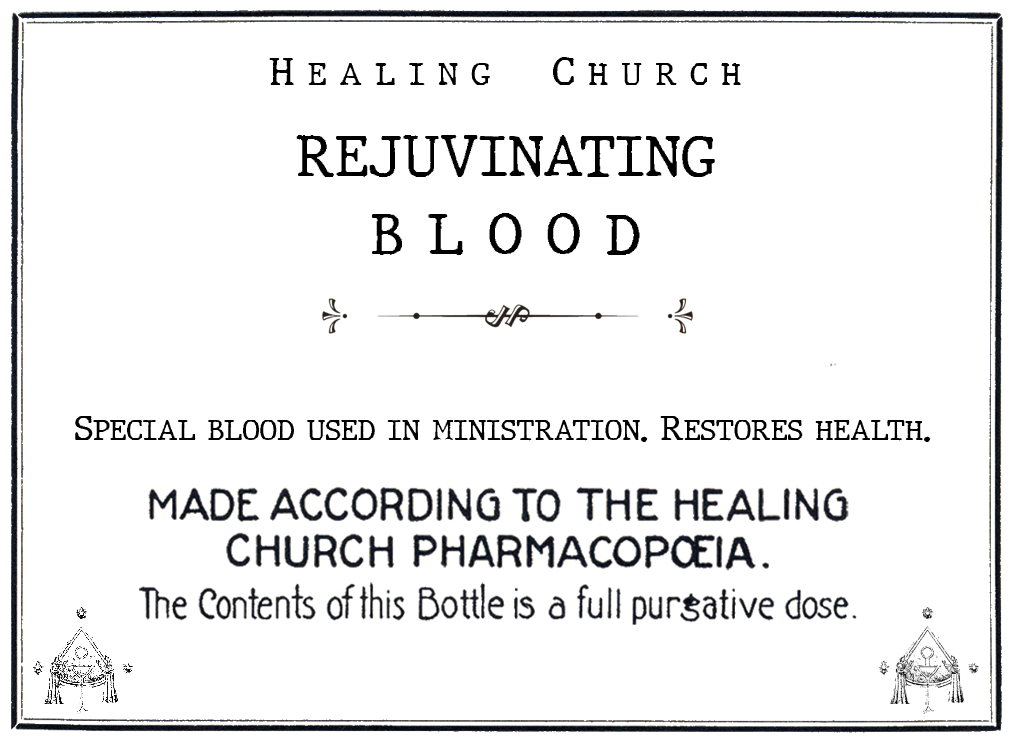 HEALING CHURCH
REJUVINATING
BLOOD
SPECIAL BLOOD USED IN MINISTRATION. RESTORES HEALTH.
MADE ACCORDING TO THE HEALING
CHURCH PHARMACOPŒIA.
The Contents of this Bottle is a full purgative dose.